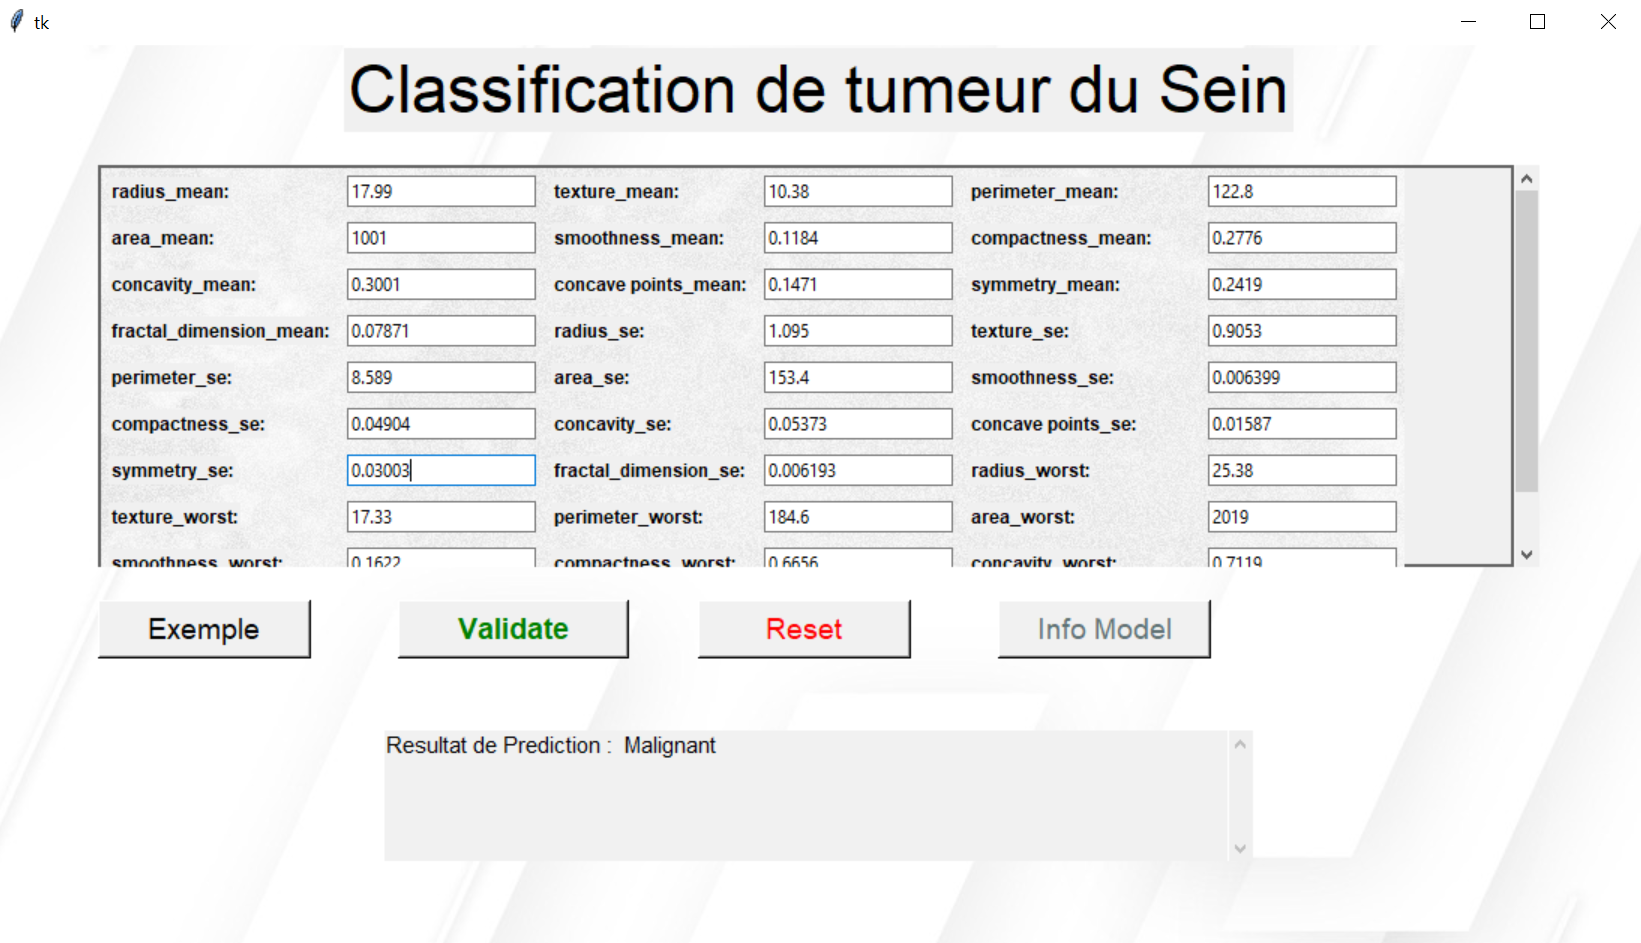 tk
Classification de tumeur du Sein
radius_mean: 17.99 texture_mean: 10.38 perimeter_mean: 122.8
area_mean: 1001 smoothness_mean: 0.1184 compactness_mean: 0.2776
concavity_mean: 0.3001 concave points_mean: 0.1471 symmetry_mean: 0.2419
fractal_dimension_mean: 0.07871 radius_se: 1.095 texture_se: 0.9053
perimeter_se: 8.589 area_se: 153.4 smoothness_se: 0.006399
compactness_se: 0.04904 concavity_se: 0.05373 concave points_se: 0.01587
symmetry_se: 0.03003 fractal_dimension_se: 0.006193 radius_worst: 25.38
texture_worst: 17.33 perimeter_worst: 184.6 area_worst: 2019
smoothness_worst: 0.1622 compactness_worst: 0.6656 concavity_worst: 0.7119
Exemple Validate Reset Info Model
Resultat de Prediction : Malignant